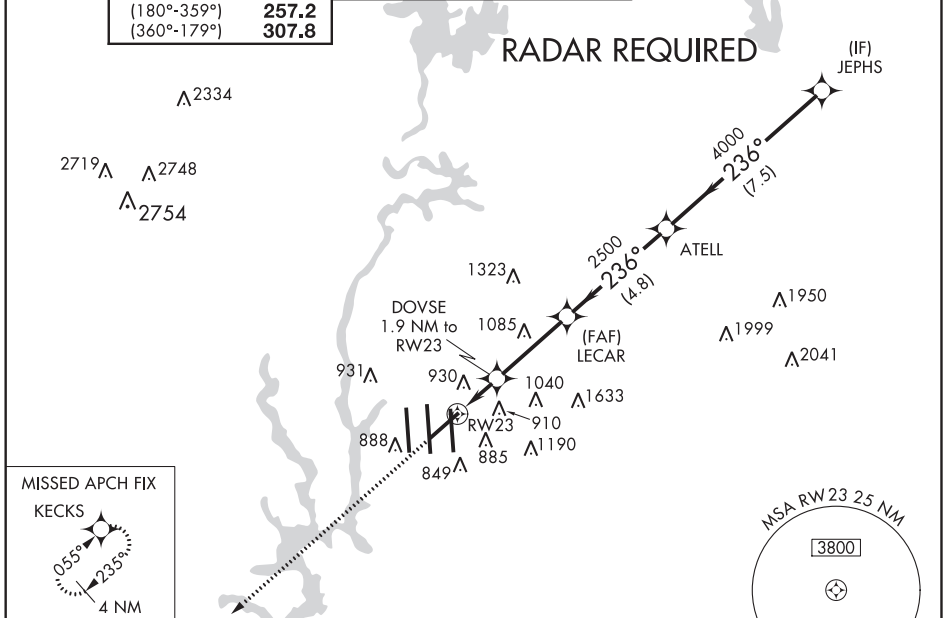 (180°-359°) 257.2
(360°-179°) 307.8
RADAR REQUIRED
(IF)
JEPHS
2334
4000
236°
(7.5)
2719
2748
2754
ATELL
2500
236°
(4.8)
1323
DOVSE
1.9 NM to
RW23
1085
(FAF)
LECAR
1950
1999
2041
931
930
1040
1633
RW23
910
888
885
1190
849
MISSED APCH FIX
KECKS
055°
235°
4 NM
MSA RW 23 25 NM
3800